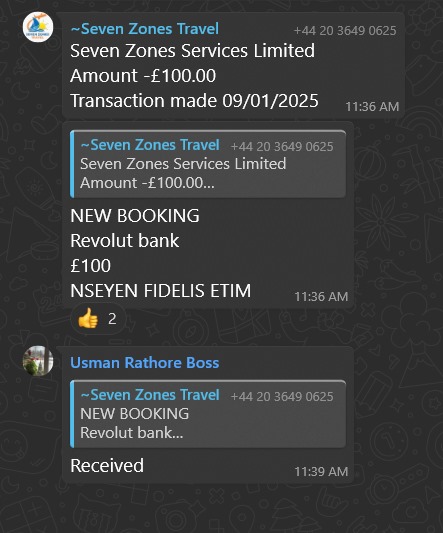 ~Seven Zones Travel +44 20 3649 0625
Seven Zones Services Limited
Amount -£100.00
Transaction made 09/01/2025 11:36 AM
~Seven Zones Travel +44 20 3649 0625
Seven Zones Services Limited
Amount -£100.00...
NEW BOOKING
Revolut bank
£100
NSEYEN FIDELIS ETIM 11:36 AM
👍 2
Usman Rathore Boss
~Seven Zones Travel +44 20 3649 0625
NEW BOOKING
Revolut bank...
Received 11:39 AM